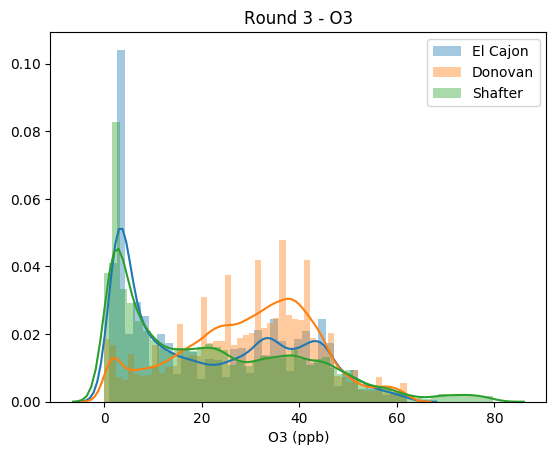 Round 3 - O3
El Cajon
Donovan
Shafter
0.10
0.08
0.06
0.04
0.02
0.00
0 20 40 60 80
O3 (ppb)